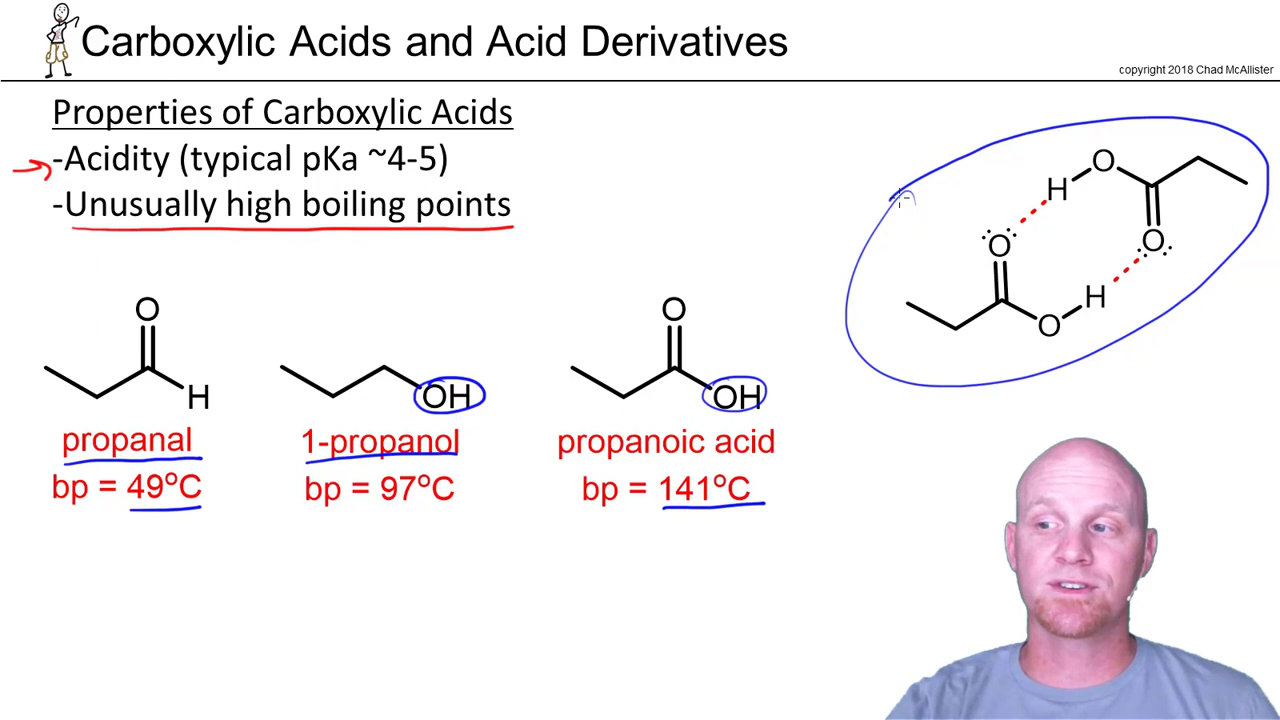 Carboxylic Acids and Acid Derivatives
copyright 2018 Chad McAllister
Properties of Carboxylic Acids
-Acidity (typical pKa ~4-5)
-Unusually high boiling points
H
O
O
O
H
O
O
H
propanal
bp = 49°C
OH
1-propanol
bp = 97°C
O
OH
propanoic acid
bp = 141°C